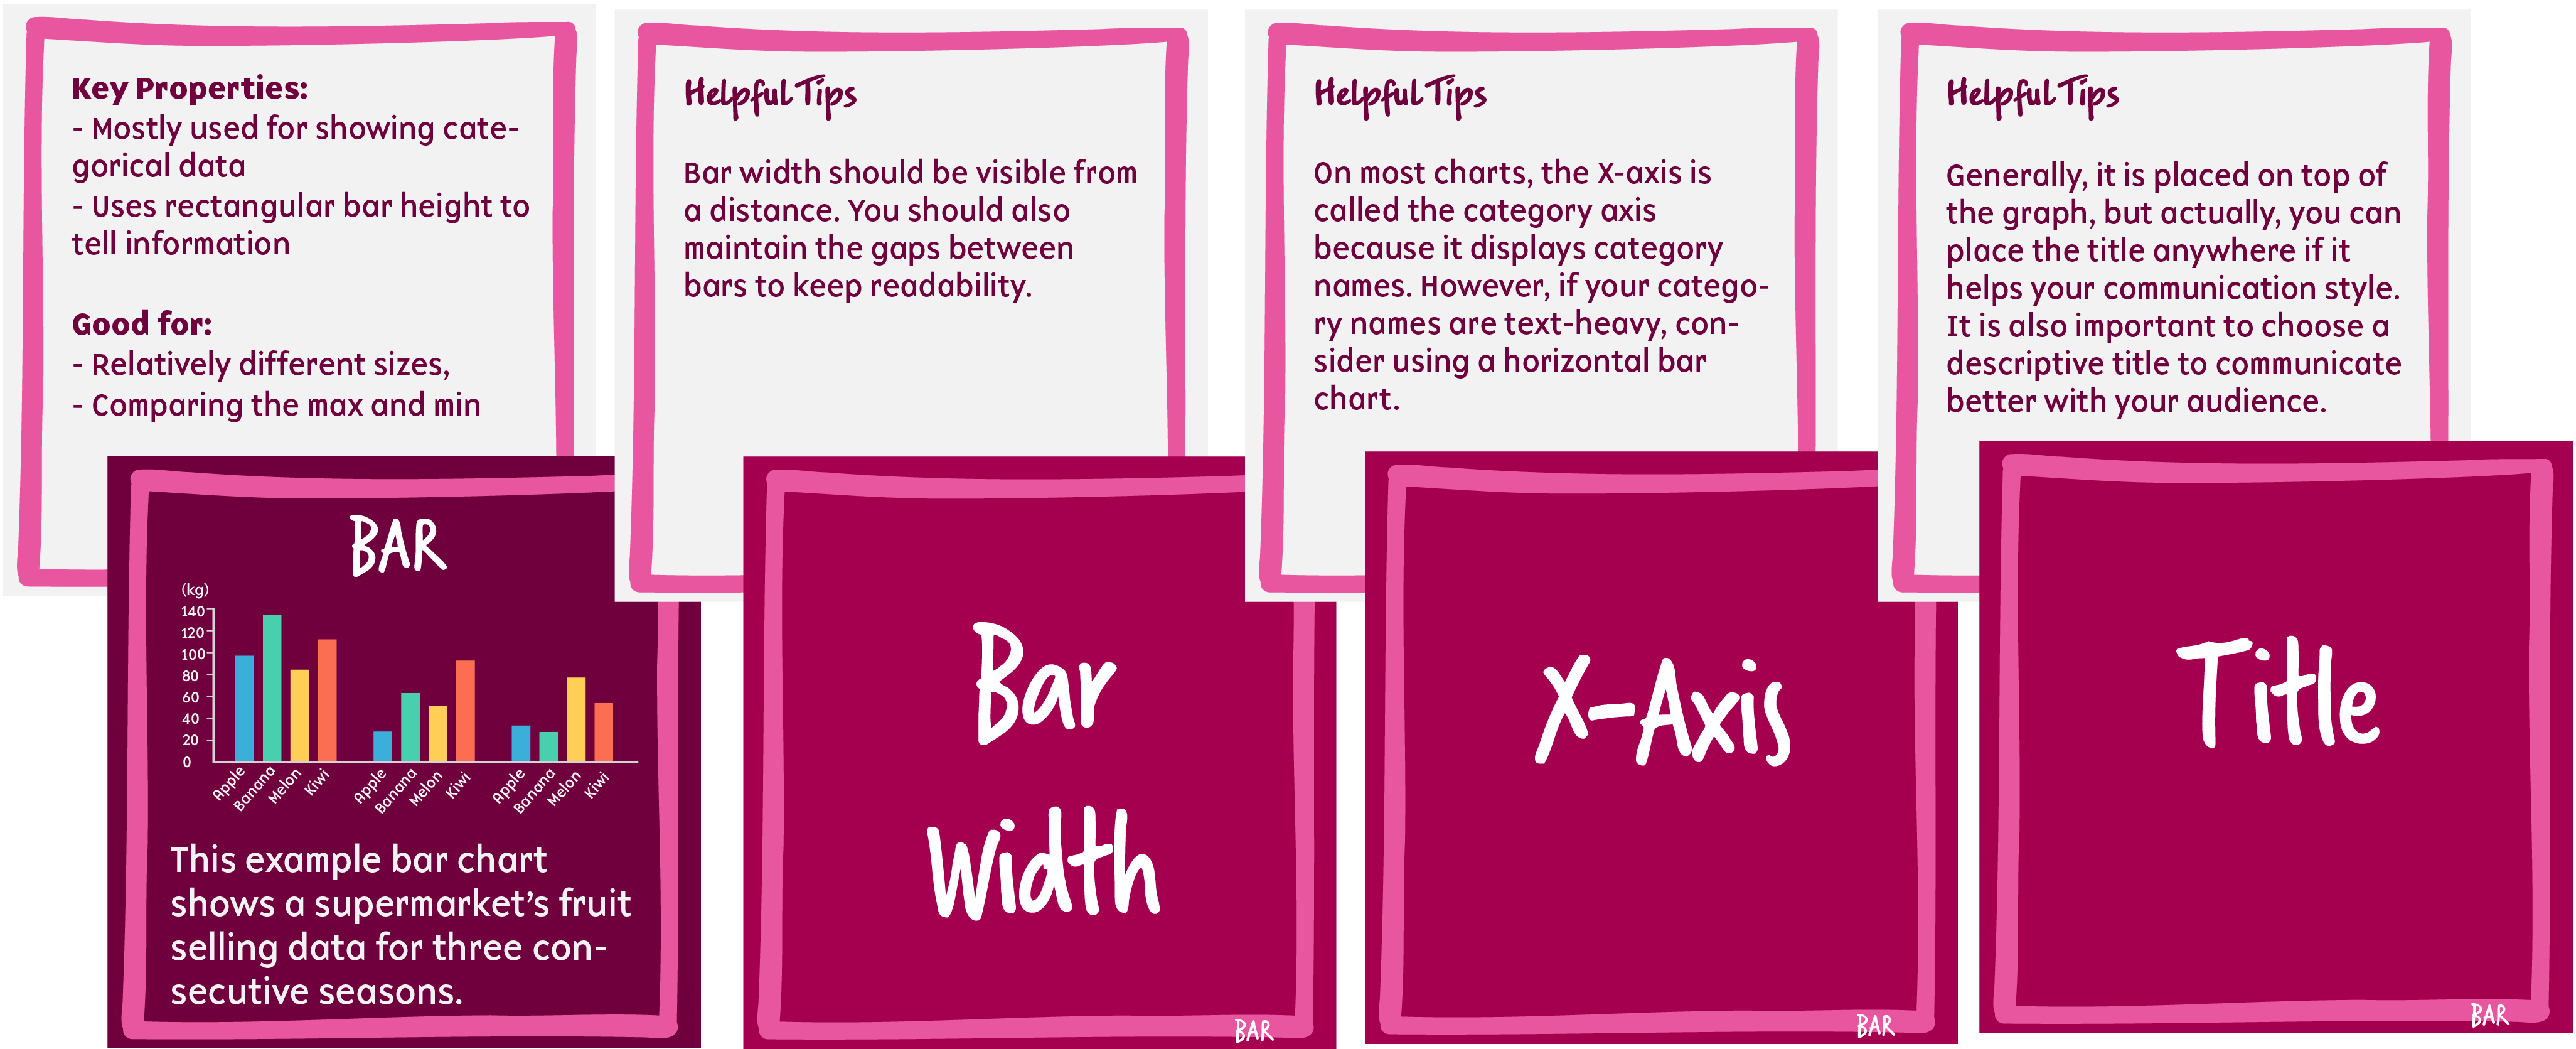 Key Properties:
- Mostly used for showing cate-
gorical data
- Uses rectangular bar height to
tell information
Good for:
- Relatively different sizes,
- Comparing the max and min
BAR
(kg)
140
120
100
80
60
40
20
0
Apple
Banana
Melon
Kiwi
Apple
Banana
Melon
Kiwi
Apple
Banana
Melon
Kiwi
This example bar chart
shows a supermarket's fruit
selling data for three con-
secutive seasons.
Helpful Tips
Bar width should be visible from
a distance. You should also
maintain the gaps between
bars to keep readability.
Bar
Width
BAR
Helpful Tips
On most charts, the X-axis is
called the category axis
because it displays category
names. However, if your catego-
ry names are text-heavy, con-
sider using a horizontal bar
chart.
X-Axis
BAR
Helpful Tips
Generally, it is placed on top of
the graph, but actually, you can
place the title anywhere if it
helps your communication style.
It is also important to choose a
descriptive title to communicate
better with your audience.
Title
BAR